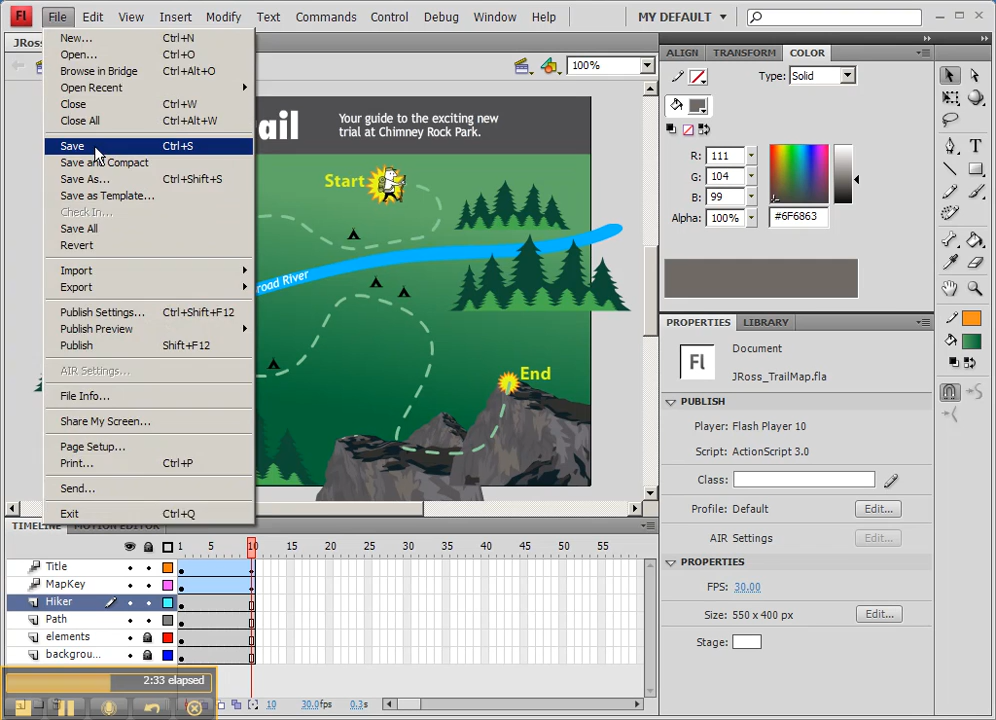 Fl File Edit View Insert Modify Text Commands Control Debug Window Help MY DEFAULT
JRoss
100%
New... Ctrl+N
Open... Ctrl+O
Browse in Bridge Ctrl+Alt+O
Open Recent
Close Ctrl+W
Close All Ctrl+Alt+W
Save Ctrl+S
Save and Compact
Save As... Ctrl+Shift+S
Save as Template...
Check In...
Save All
Revert
Import
Export
Publish Settings... Ctrl+Shift+F12
Publish Preview
Publish Shift+F12
AIR Settings...
File Info...
Share My Screen...
Page Setup...
Print... Ctrl+P
Send...
Exit Ctrl+Q
ail
Your guide to the exciting new
trial at Chimney Rock Park.
Start
road River
End
ALIGN TRANSFORM COLOR
Type: Solid
R: 111
G: 104
B: 99
Alpha: 100% #6F6863
PROPERTIES LIBRARY
Fl Document
JRoss_TrailMap.fla
PUBLISH
Player: Flash Player 10
Script: ActionScript 3.0
Class:
Profile: Default Edit...
AIR Settings Edit...
PROPERTIES
FPS: 30.00
Size: 550 x 400 px Edit...
Stage:
TIMELINE MOTION EDITOR
1 5 10 15 20 25 30 35 40 45 50 55
Title
MapKey
Hiker
Path
elements
backgrou...
2:33 elapsed
10 30.0fps 0.3s